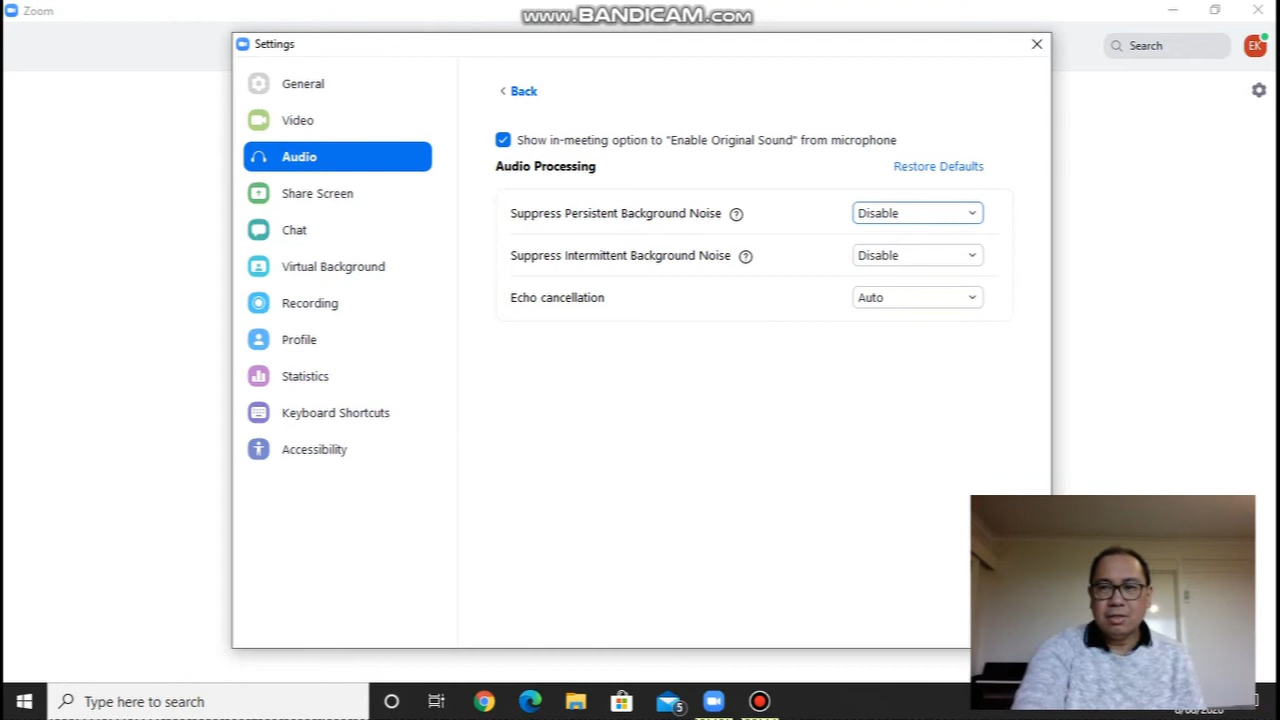 Zoom
www.BANDICAM.com
Settings
Search
EK
General
Video
Audio
Share Screen
Chat
Virtual Background
Recording
Profile
Statistics
Keyboard Shortcuts
Accessibility
Back
Show in-meeting option to "Enable Original Sound" from microphone
Audio Processing
Restore Defaults
Suppress Persistent Background Noise ?
Disable
Suppress Intermittent Background Noise ?
Disable
Echo cancellation
Auto
Type here to search
5